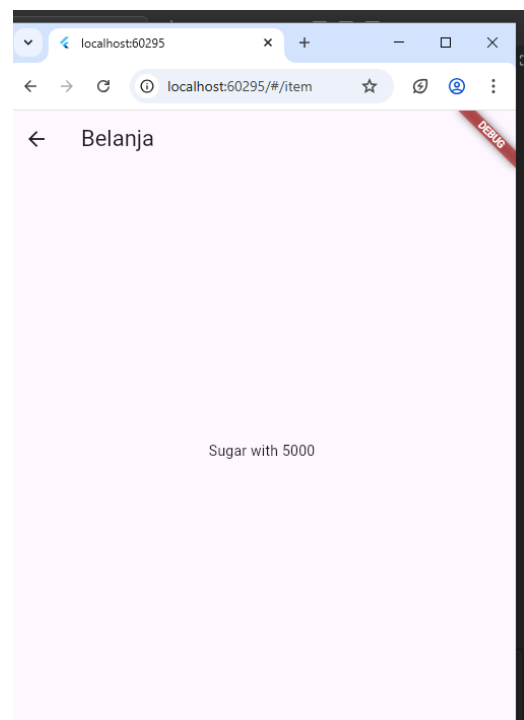 localhost:60295
localhost:60295/#/item
Belanja
DEBUG
Sugar with 5000